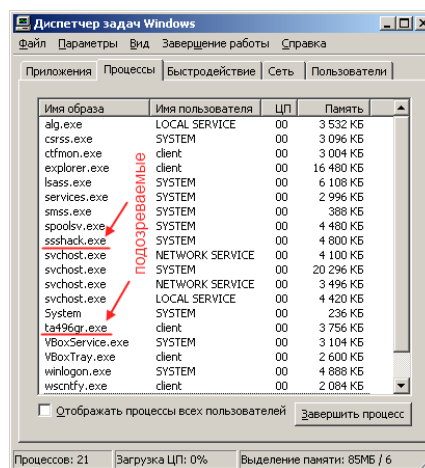 Диспетчер задач Windows
Файл Параметры Вид Завершение работы Справка
Приложения Процессы Быстродействие Сеть Пользователи
Имя образа Имя пользователя ЦП Память
alg.exe LOCAL SERVICE 00 3 532 КБ
csrss.exe SYSTEM 00 3 096 КБ
ctfmon.exe client 00 3 004 КБ
explorer.exe client 00 16 480 КБ
lsass.exe SYSTEM 00 6 108 КБ
services.exe SYSTEM 00 2 996 КБ
smss.exe SYSTEM 00 388 КБ
spoolsv.exe SYSTEM 00 4 480 КБ
ssshack.exe SYSTEM 00 4 800 КБ
svchost.exe NETWORK SERVICE 00 4 100 КБ
svchost.exe SYSTEM 00 20 296 КБ
svchost.exe NETWORK SERVICE 00 3 496 КБ
svchost.exe LOCAL SERVICE 00 4 420 КБ
System SYSTEM 00 236 КБ
ta496gr.exe client 00 3 756 КБ
VBoxService.exe SYSTEM 00 3 104 КБ
VBoxTray.exe client 00 2 600 КБ
winlogon.exe SYSTEM 00 4 888 КБ
wscntfy.exe client 00 2 084 КБ
подозреваемые
Отображать процессы всех пользователей Завершить процесс
Процессов: 21 Загрузка ЦП: 0% Выделение памяти: 85МБ / 6